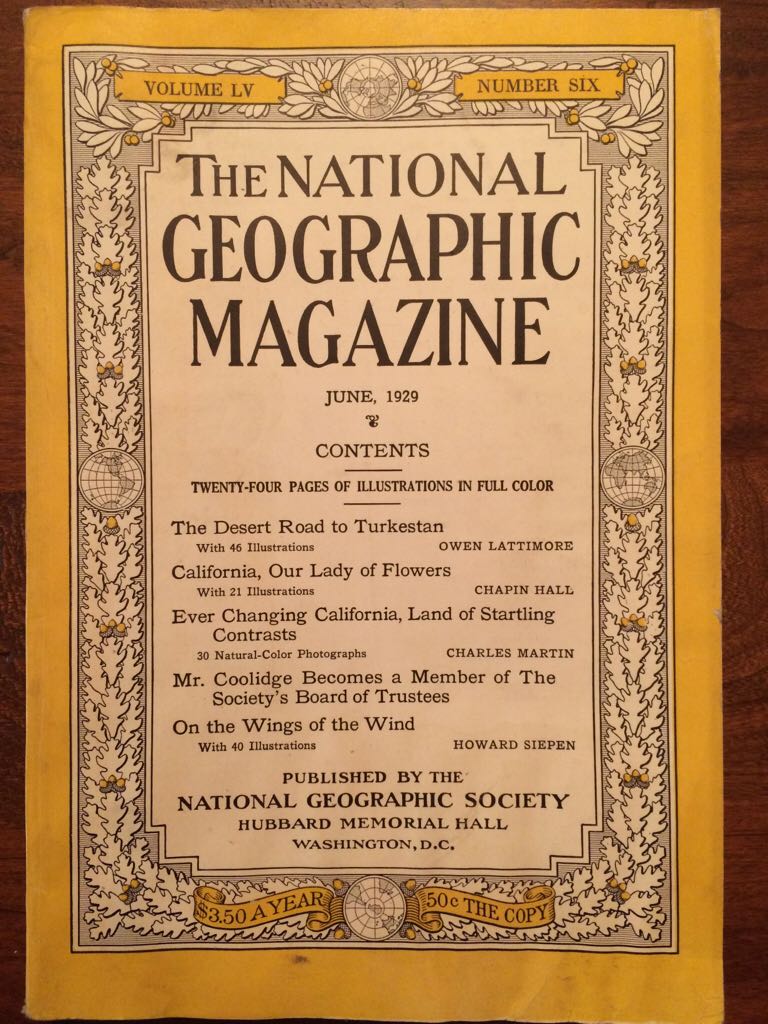 VOLUME LV
NUMBER SIX
THE NATIONAL
GEOGRAPHIC
MAGAZINE
JUNE, 1929
CONTENTS
TWENTY-FOUR PAGES OF ILLUSTRATIONS IN FULL COLOR
The Desert Road to Turkestan
With 46 Illustrations OWEN LATTIMORE
California, Our Lady of Flowers
With 21 Illustrations CHAPIN HALL
Ever Changing California, Land of Startling
Contrasts
30 Natural-Color Photographs CHARLES MARTIN
Mr. Coolidge Becomes a Member of The
Society's Board of Trustees
On the Wings of the Wind
With 40 Illustrations HOWARD SIEPEN
PUBLISHED BY THE
NATIONAL GEOGRAPHIC SOCIETY
HUBBARD MEMORIAL HALL
WASHINGTON, D.C.
$3.50 A YEAR
50c THE COPY